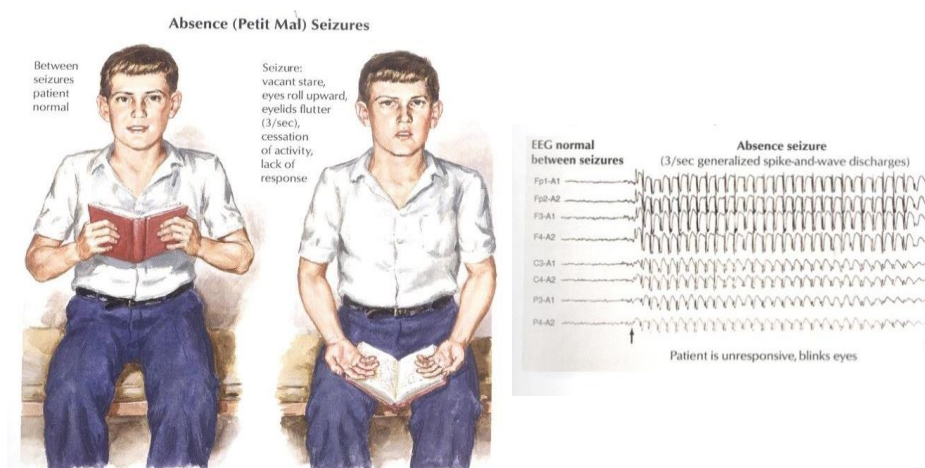 Absence (Petit Mal) Seizures
Between
seizures
patient
normal
Seizure:
vacant stare,
eyes roll upward,
eyelids flutter
(3/sec),
cessation
of activity,
lack of
response
EEG normal
between seizures
Absence seizure
(3/sec generalized spike-and-wave discharges)
Fp1-A1
Fp2-A2
F3-A1
F4-A2
C3-A1
C4-A2
P3-A1
P4-A2
Patient is unresponsive, blinks eyes